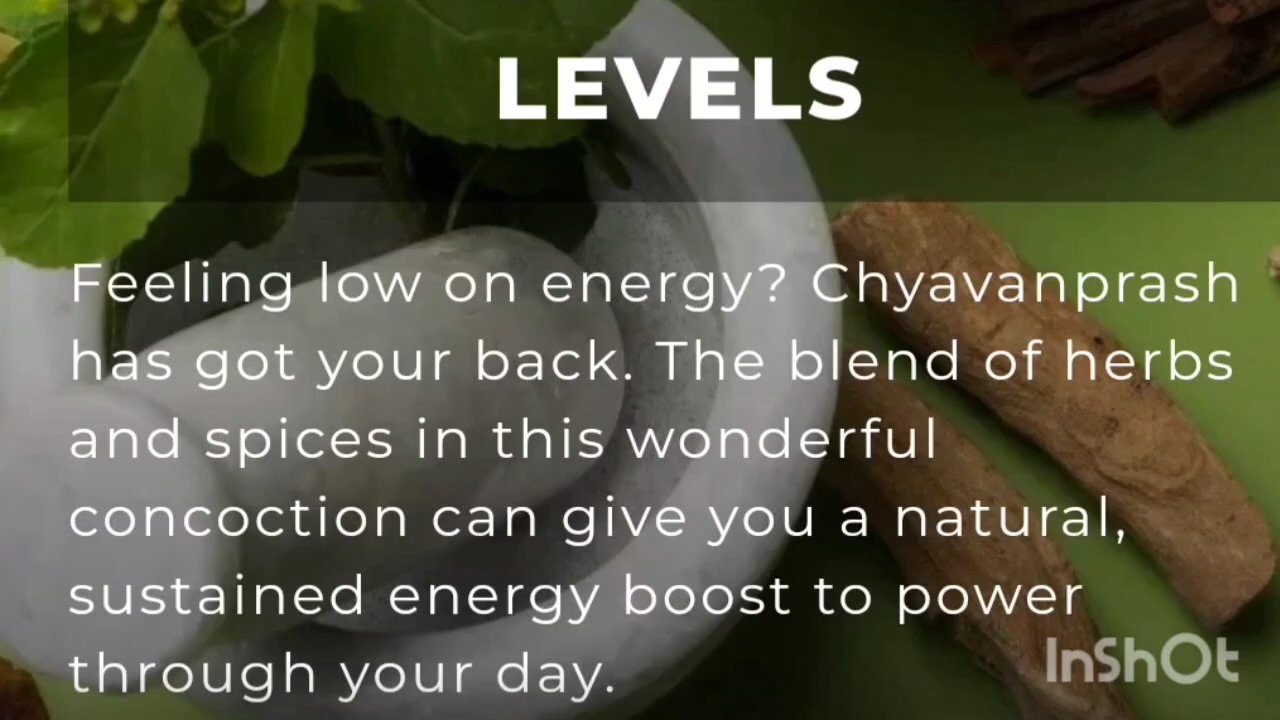 LEVELS
Feeling low on energy? Chyavanprash
has got your back. The blend of herbs
and spices in this wonderful
concoction can give you a natural,
sustained energy boost to power
through your day.
InShOt